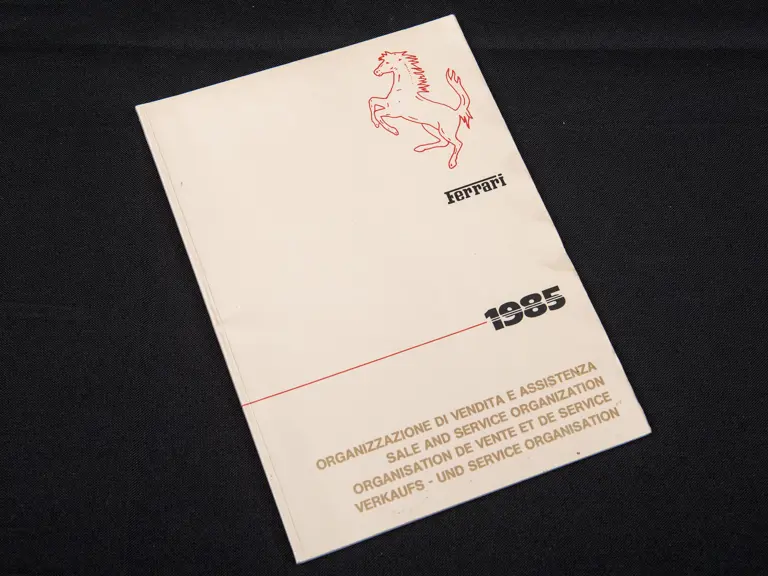 Ferrari
1985
ORGANIZZAZIONE DI VENDITA E ASSISTENZA
SALE AND SERVICE ORGANIZATION
ORGANISATION DE VENTE ET DE SERVICE
VERKAUFS - UND SERVICE ORGANISATION